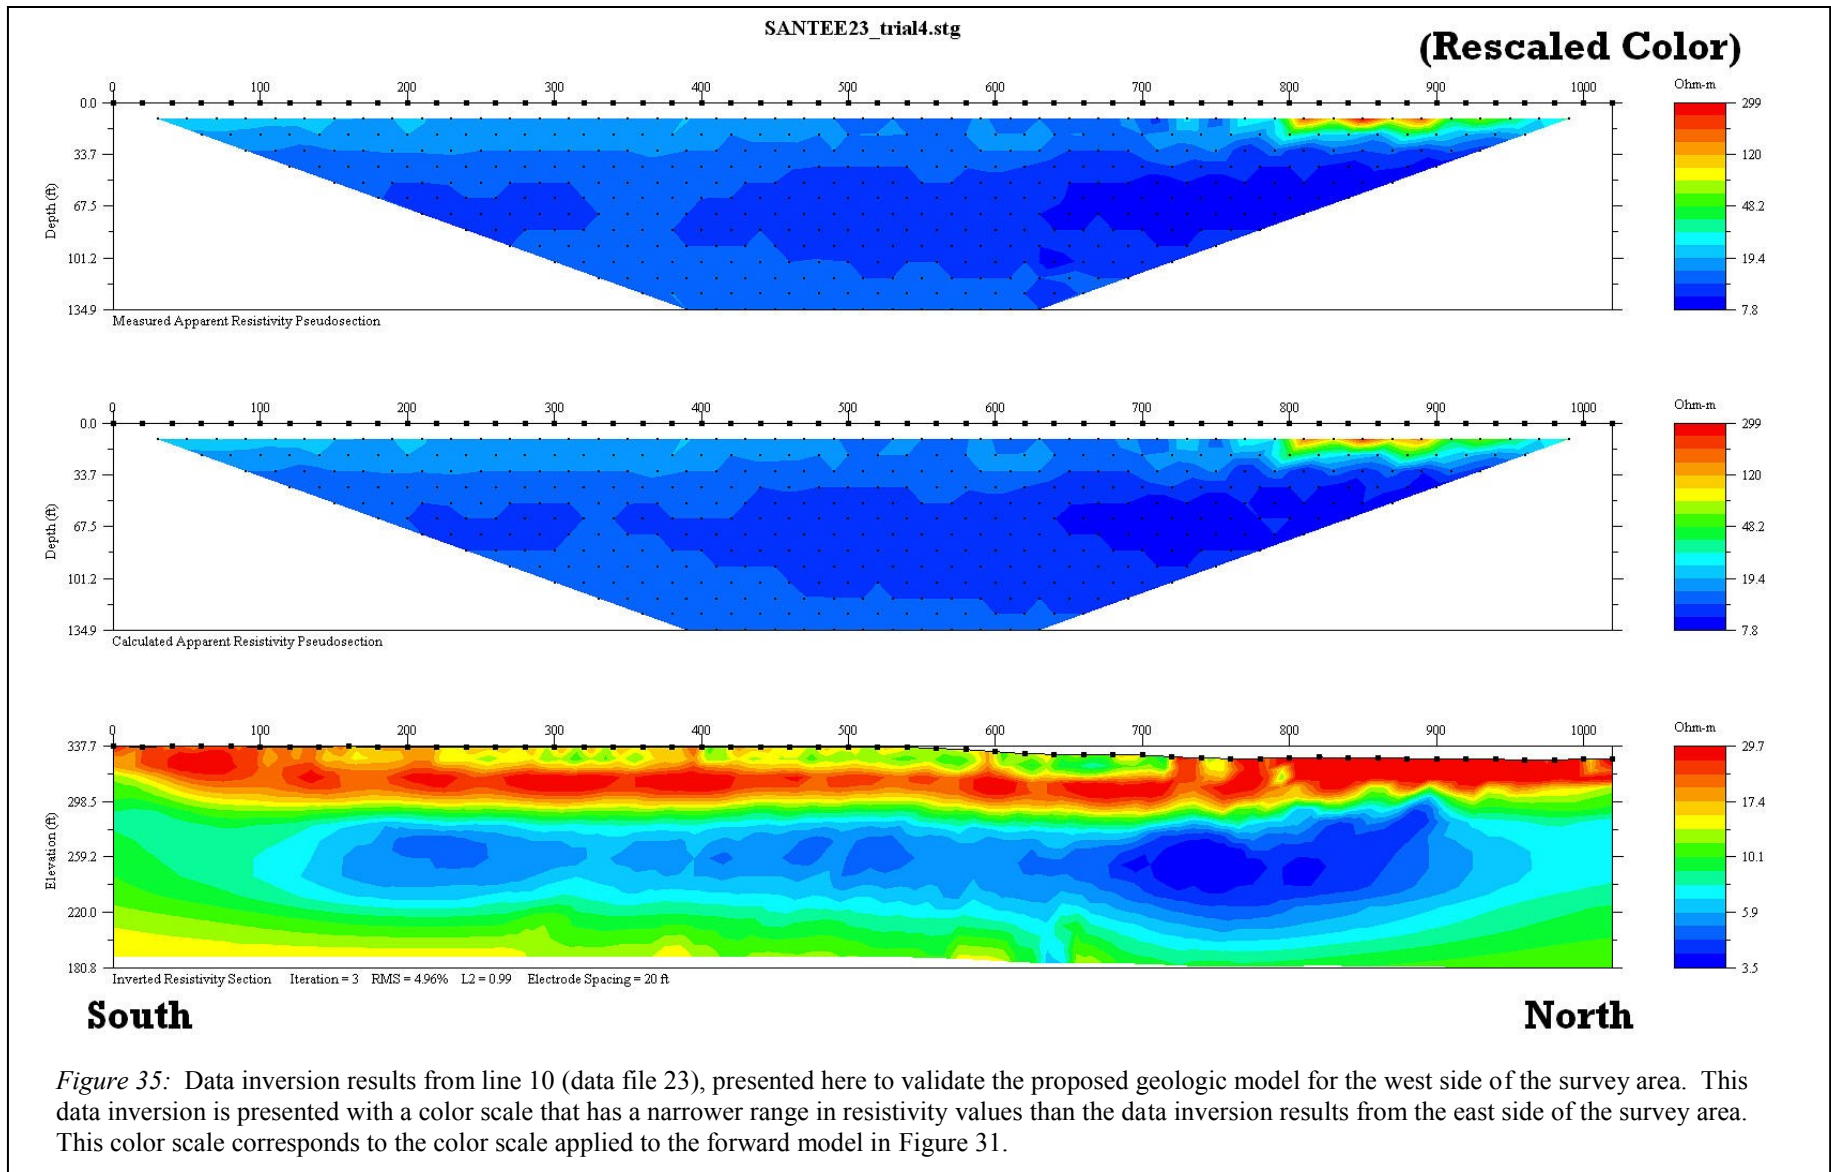 SANTEE23_trial4.stg
(Rescaled Color)
0 100 200 300 400 500 600 700 800 900 1000
Ohm-m
0.0
33.7
67.5
101.2
134.9
Depth (ft)
299
120
48.2
19.4
7.8
Measured Apparent Resistivity Pseudosection
0 100 200 300 400 500 600 700 800 900 1000
Ohm-m
0.0
33.7
67.5
101.2
134.9
Depth (ft)
299
120
48.2
19.4
7.8
Calculated Apparent Resistivity Pseudosection
0 100 200 300 400 500 600 700 800 900 1000
Ohm-m
337.7
298.5
259.2
220.0
180.8
Elevation (ft)
29.7
17.4
10.1
5.9
3.5
Inverted Resistivity Section Iteration = 3 RMS = 4.96% L2 = 0.99 Electrode Spacing = 20 ft
South North
Figure 35: Data inversion results from line 10 (data file 23), presented here to validate the proposed geologic model for the west side of the survey area. This
data inversion is presented with a color scale that has a narrower range in resistivity values than the data inversion results from the east side of the survey area.
This color scale corresponds to the color scale applied to the forward model in Figure 31.